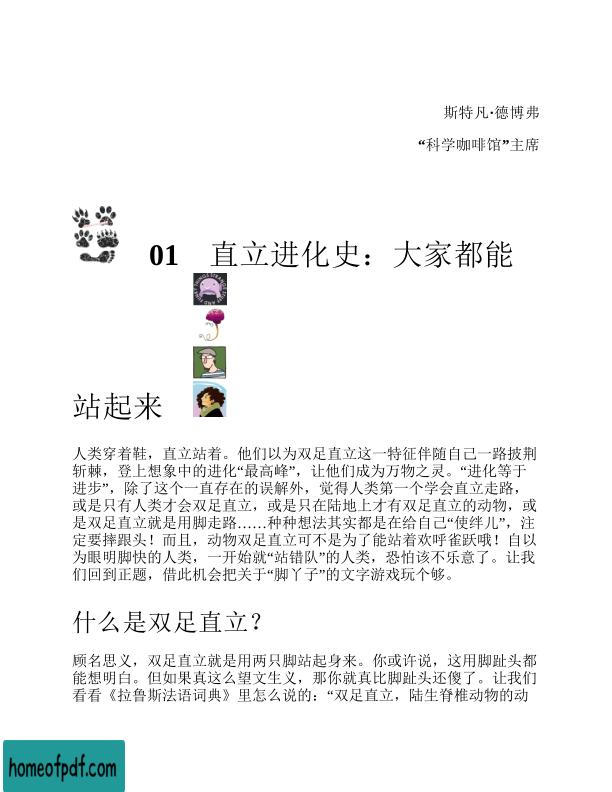 斯特凡·德博弗
“科学咖啡馆”主席
01 直立进化史：大家都能
站起来
人类穿着鞋，直立站着。他们以为双足直立这一特征伴随自己一路披荆
斩棘，登上想象中的进化“最高峰”，让他们成为万物之灵。“进化等于
进步”，除了这个一直存在的误解外，觉得人类第一个学会直立走路，
或是只有人类才会双足直立，或是只在陆地上才有双足直立的动物，或
是双足直立就是用脚走路……种种想法其实都是在给自己“使绊儿”，注
定要摔跟头！而且，动物双足直立可不是为了能站着欢呼雀跃哦！自以
为眼明脚快的人类，一开始就“站错队”的人类，恐怕该不乐意了。让我
们回到正题，借此机会把关于“脚丫子”的文字游戏玩个够。
什么是双足直立？
顾名思义，双足直立就是用两只脚站起身来。你或许说，这用脚趾头都
能想明白。但如果真这么望文生义，那你就真比脚趾头还傻了。让我们
看看《拉鲁斯法语词典》里怎么说的：“双足直立，陆生脊椎动物的动
homeofpdf.com